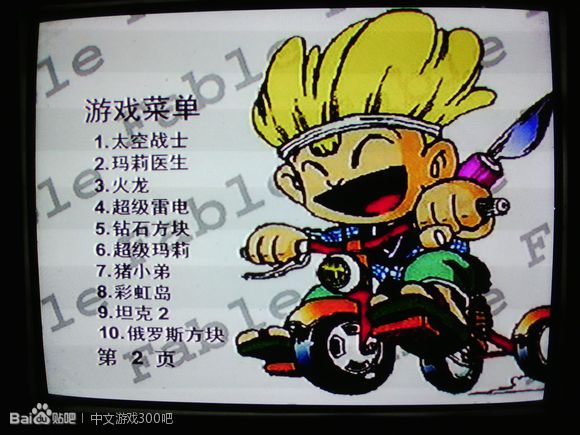 游戏菜单
1.太空战士
2.玛莉医生
3.火龙
4.超级雷电
5.钻石方块
6.超级玛莉
7.猪小弟
8.彩虹岛
9.坦克2
10.俄罗斯方块
第 2 页
Fable
Fable
Fable
Fable
Fable
Bai贴吧 | 中文游戏300吧